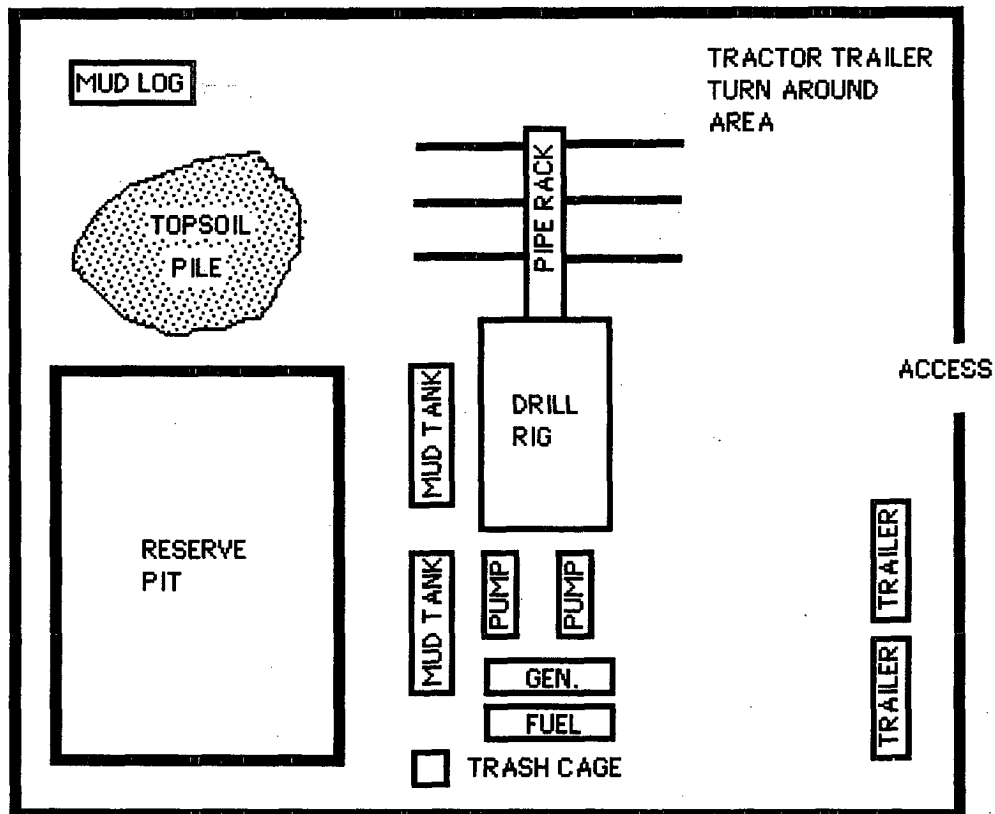 MUD LOG
TRACTOR TRAILER
TURN AROUND
AREA
PIPE RACK
TOPSOIL
PILE
ACCESS
MUD TANK
DRILL
RIG
RESERVE
PIT
MUD TANK
PUMP
PUMP
TRAILER
GEN.
FUEL
TRAILER
TRASH CAGE